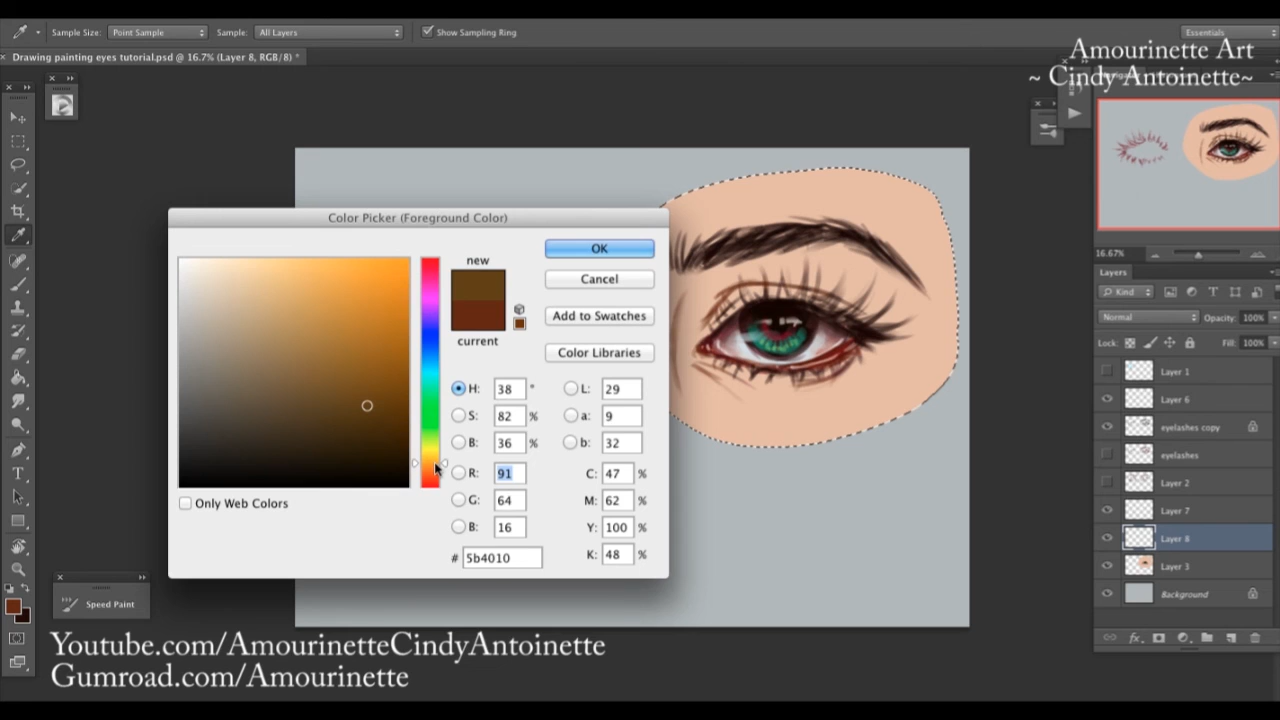 Sample Size: Point Sample Sample: All Layers Show Sampling Ring Essentials
Drawing painting eyes tutorial.psd @ 16.7% (Layer 8, RGB/8) *
Amourinette Art
~ Cindy Antoinette~
Color Picker (Foreground Color)
new
current
OK
Cancel
Add to Swatches
Color Libraries
H: 38 °
S: 82 %
B: 36 %
R: 91
G: 64
B: 16
# 5b4010
L: 29
a: 9
b: 32
C: 47 %
M: 62 %
Y: 100 %
K: 48 %
Only Web Colors
16.67%
Layers
Kind
Normal Opacity: 100%
Lock: Fill: 100%
Layer 1
Layer 6
eyelashes copy
eyelashes
Layer 2
Layer 7
Layer 8
Layer 3
Background
Speed Paint
Youtube.com/AmourinetteCindyAntoinette
Gumroad.com/Amourinette